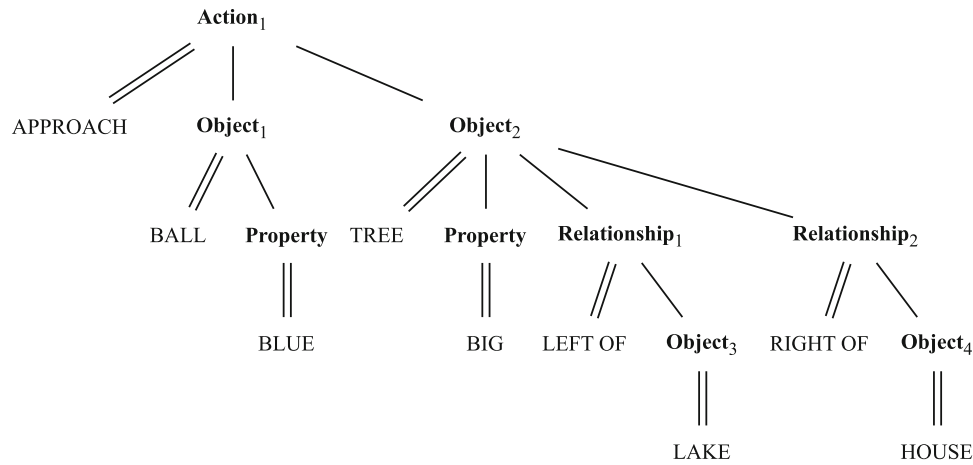 Action₁
APPROACH Object₁ Object₂
BALL Property TREE Property Relationship₁ Relationship₂
BLUE BIG LEFT OF Object₃ RIGHT OF Object₄
LAKE HOUSE